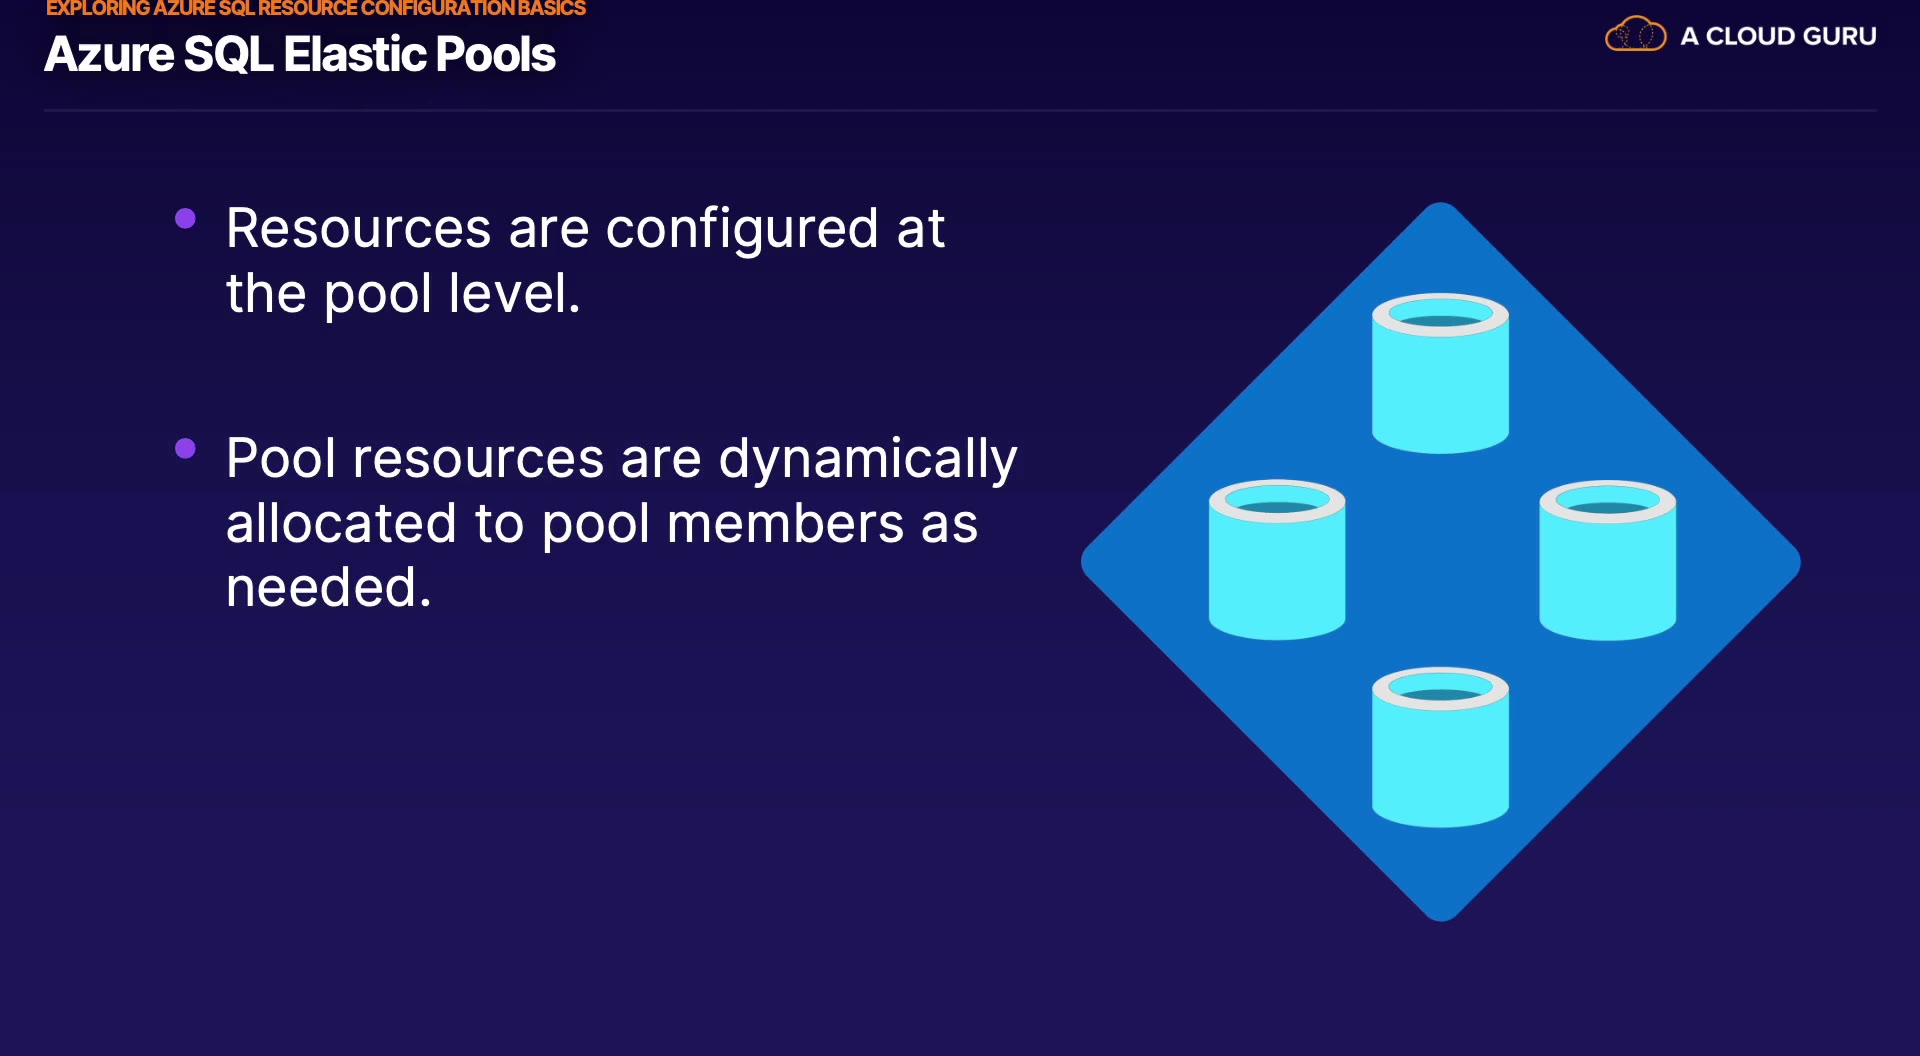 EXPLORING AZURE SQL RESOURCE CONFIGURATION BASICS
Azure SQL Elastic Pools
A CLOUD GURU
Resources are configured at
the pool level.
Pool resources are dynamically
allocated to pool members as
needed.